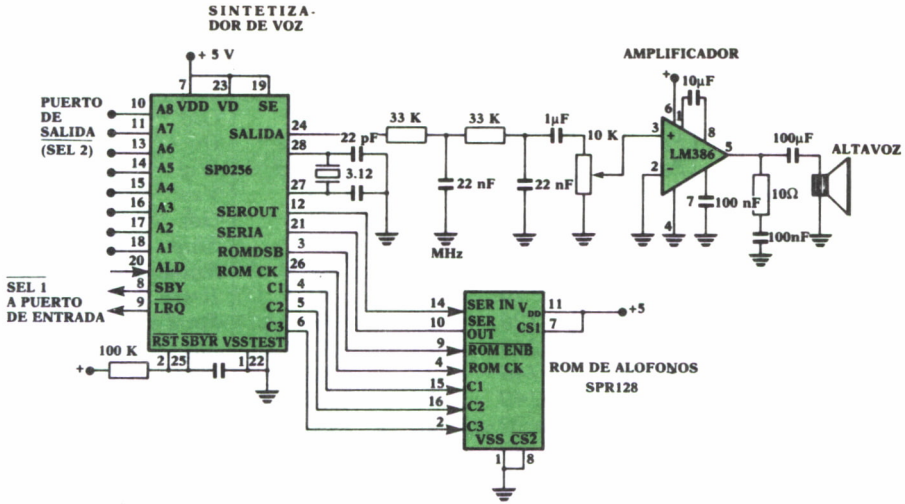 SINTETIZA-
DOR DE VOZ
+ 5 V
7 23 19
VDD VD SE
PUERTO
DE
SALIDA
(SEL 2)
10 A8
11 A7
13 A6
14 A5
15 A4
16 A3
17 A2
18 A1
20 ALD
8 SBY
9 LRQ
SEL 1
A PUERTO
DE ENTRADA
SP0256
SALIDA 24
28
27
SEROUT 12
SERIA 21
ROMDSB 3
ROM CK 26
C1 4
C2 5
C3 6
RST SBYR VSS TEST
2 25 1 22
100 K
+
22 pF
3.12
33 K
33 K
1µF
10 K
22 nF
22 nF
MHz
AMPLIFICADOR
+
10µF
6 1 8
3 +
2 −
LM386
5
7
4
100 nF
100µF
10Ω
100nF
ALTAVOZ
14 SER IN
10 SER
OUT
9 ROM ENB
4 ROM CK
15 C1
16 C2
2 C3
VDD 11
CS1 7
+5
VSS CS2
1 8
ROM DE ALOFONOS
SPR128